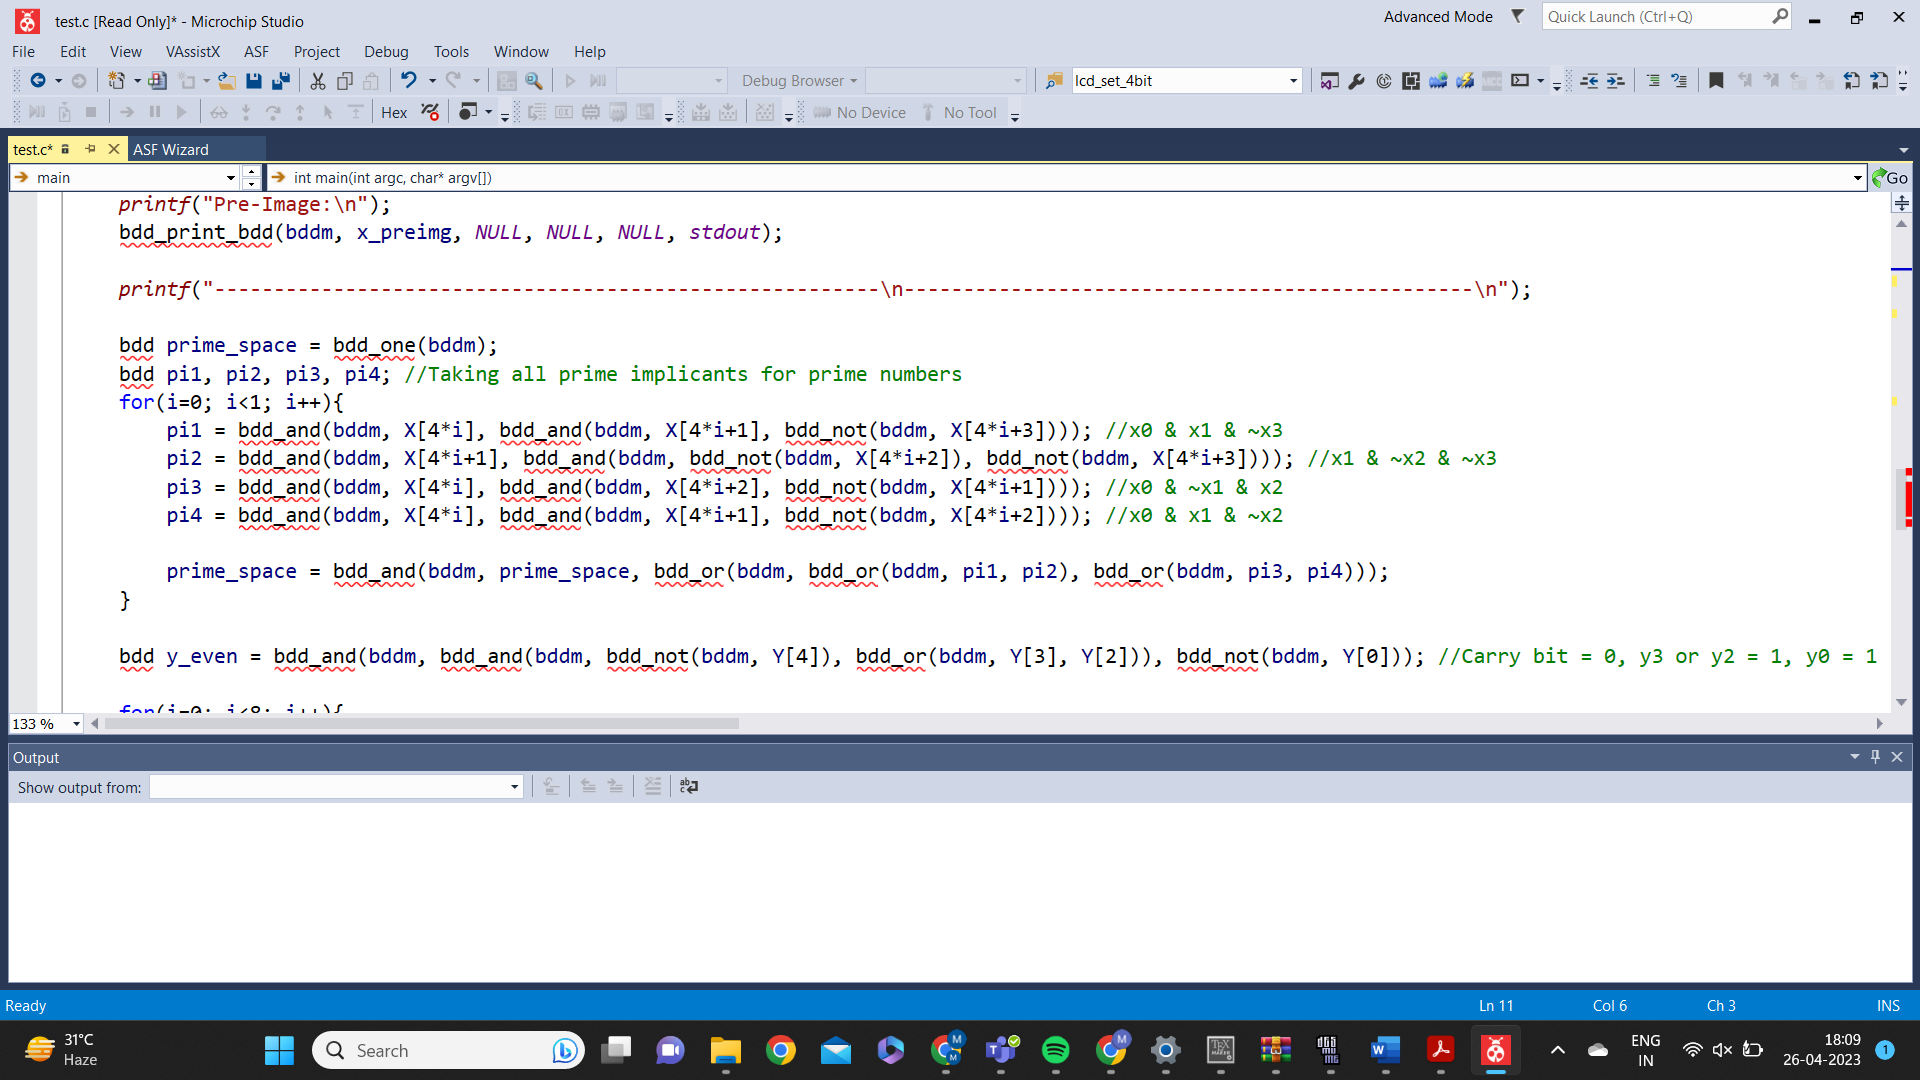 test.c [Read Only]* - Microchip Studio
Advanced Mode
Quick Launch (Ctrl+Q)
File Edit View VAssistX ASF Project Debug Tools Window Help
Debug Browser
lcd_set_4bit
Hex
No Device
No Tool
test.c*
ASF Wizard
main
int main(int argc, char* argv[])
Go
printf("Pre-Image:\n");
bdd_print_bdd(bddm, x_preimg, NULL, NULL, NULL, stdout);
printf("--------------------------------------------------------\n------------------------------------------------\n");
bdd prime_space = bdd_one(bddm);
bdd pi1, pi2, pi3, pi4; //Taking all prime implicants for prime numbers
for(i=0; i<1; i++){
pi1 = bdd_and(bddm, X[4*i], bdd_and(bddm, X[4*i+1], bdd_not(bddm, X[4*i+3]))); //x0 & x1 & ~x3
pi2 = bdd_and(bddm, X[4*i+1], bdd_and(bddm, bdd_not(bddm, X[4*i+2]), bdd_not(bddm, X[4*i+3]))); //x1 & ~x2 & ~x3
pi3 = bdd_and(bddm, X[4*i], bdd_and(bddm, X[4*i+2], bdd_not(bddm, X[4*i+1]))); //x0 & ~x1 & x2
pi4 = bdd_and(bddm, X[4*i], bdd_and(bddm, X[4*i+1], bdd_not(bddm, X[4*i+2]))); //x0 & x1 & ~x2
prime_space = bdd_and(bddm, prime_space, bdd_or(bddm, bdd_or(bddm, pi1, pi2), bdd_or(bddm, pi3, pi4)));
}
bdd y_even = bdd_and(bddm, bdd_and(bddm, bdd_not(bddm, Y[4]), bdd_or(bddm, Y[3], Y[2])), bdd_not(bddm, Y[0])); //Carry bit = 0, y3 or y2 = 1, y0 = 1
for(i=0; i<8; i++){
133 %
Output
Show output from:
Ready
Ln 11
Col 6
Ch 3
INS
31°C
Haze
Search
ENG
IN
18:09
26-04-2023
1